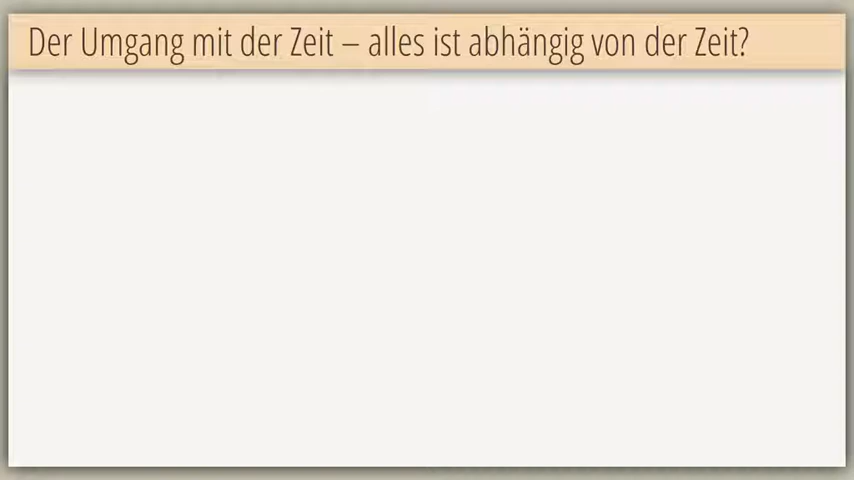 Der Umgang mit der Zeit – alles ist abhängig von der Zeit?